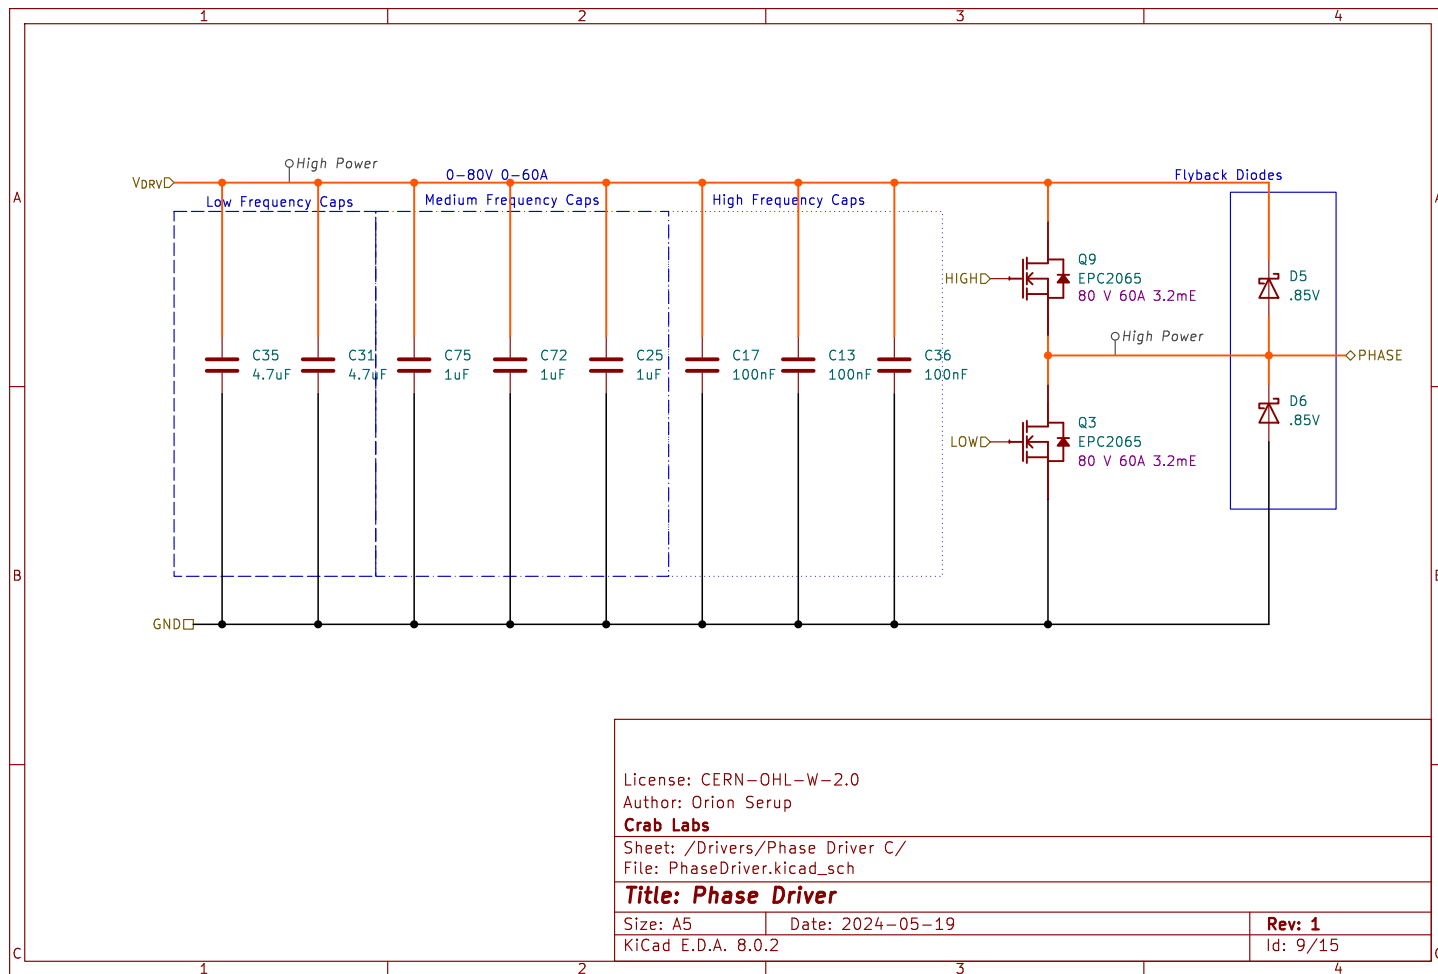 1 2 3 4
High Power
VDRV
0-80V 0-60A
Flyback Diodes
A
A
Low Frequency Caps
Medium Frequency Caps
High Frequency Caps
HIGH
Q9
EPC2065
80 V 60A 3.2mE
D5
.85V
High Power
C35
4.7uF
C31
4.7uF
C75
1uF
C72
1uF
C25
1uF
C17
100nF
C13
100nF
C36
100nF
PHASE
LOW
Q3
EPC2065
80 V 60A 3.2mE
D6
.85V
B
B
GND
License: CERN-OHL-W-2.0
Author: Orion Serup
Crab Labs
Sheet: /Drivers/Phase Driver C/
File: PhaseDriver.kicad_sch
Title: Phase Driver
Size: A5
Date: 2024-05-19
Rev: 1
KiCad E.D.A. 8.0.2
Id: 9/15
C
C
1 2 3 4